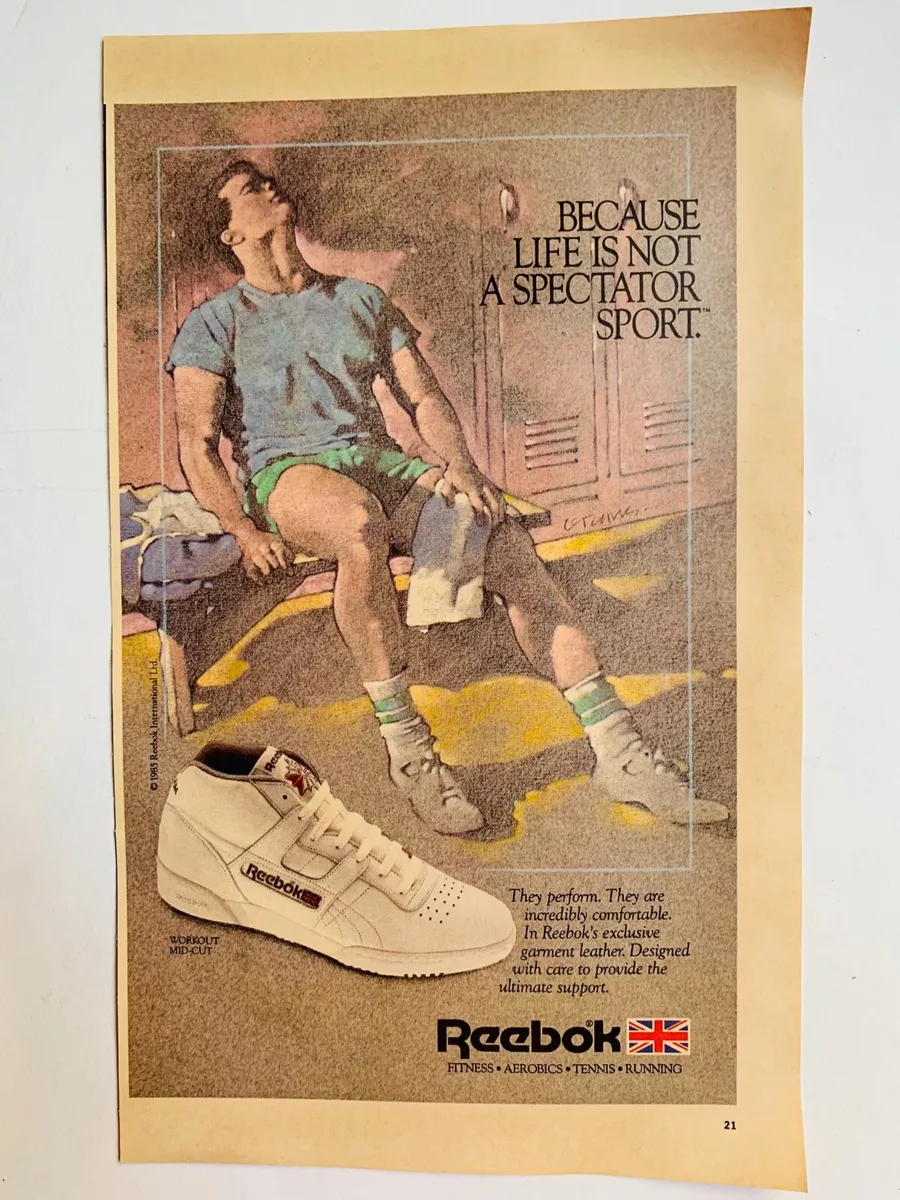 BECAUSE
LIFE IS NOT
A SPECTATOR
SPORT.™
© 1985 Reebok International Ltd.
Reebok
WORKOUT
MID-CUT
They perform. They are
incredibly comfortable.
In Reebok's exclusive
garment leather. Designed
with care to provide the
ultimate support.
Reebok®
FITNESS • AEROBICS • TENNIS • RUNNING
21